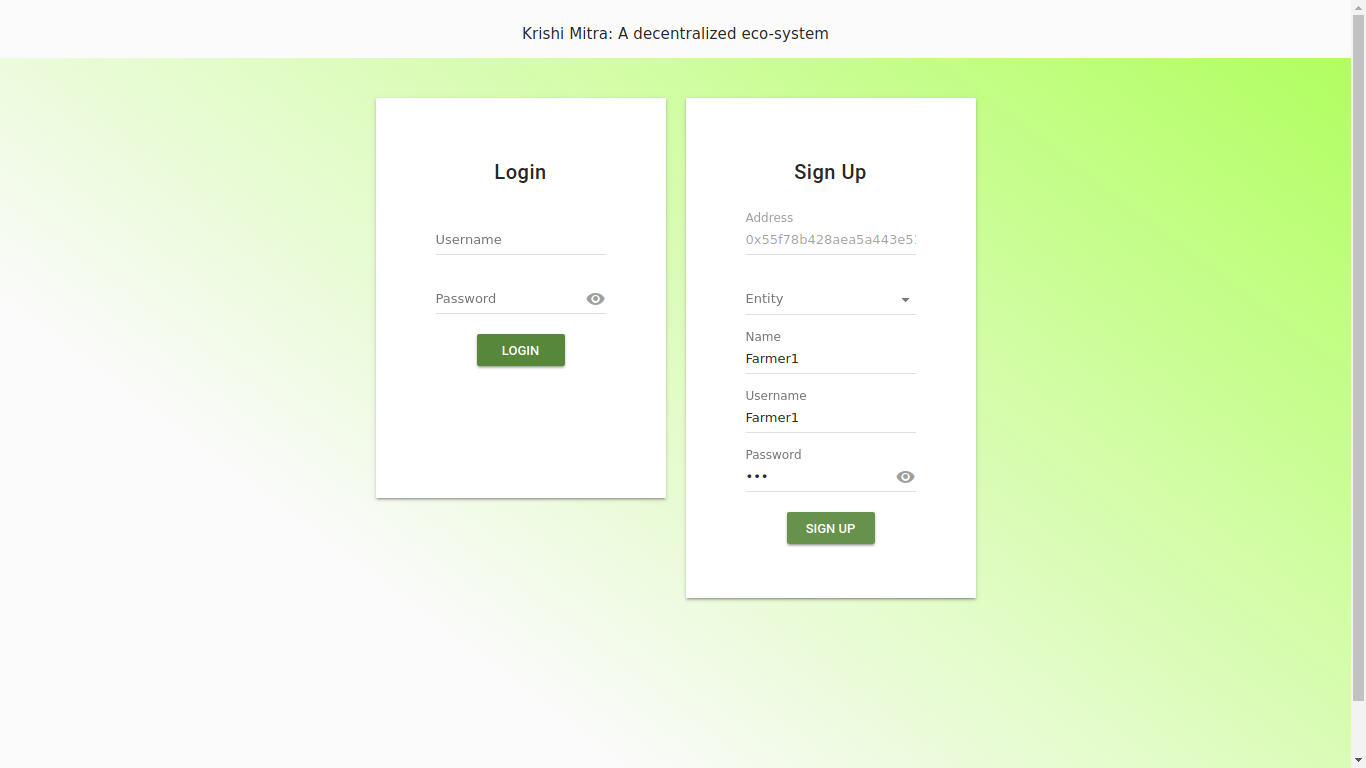 Krishi Mitra: A decentralized eco-system
Login
Username
Password
LOGIN
Sign Up
Address
0x55f78b428aea5a443e5
Entity
Name
Farmer1
Username
Farmer1
Password
•••
SIGN UP